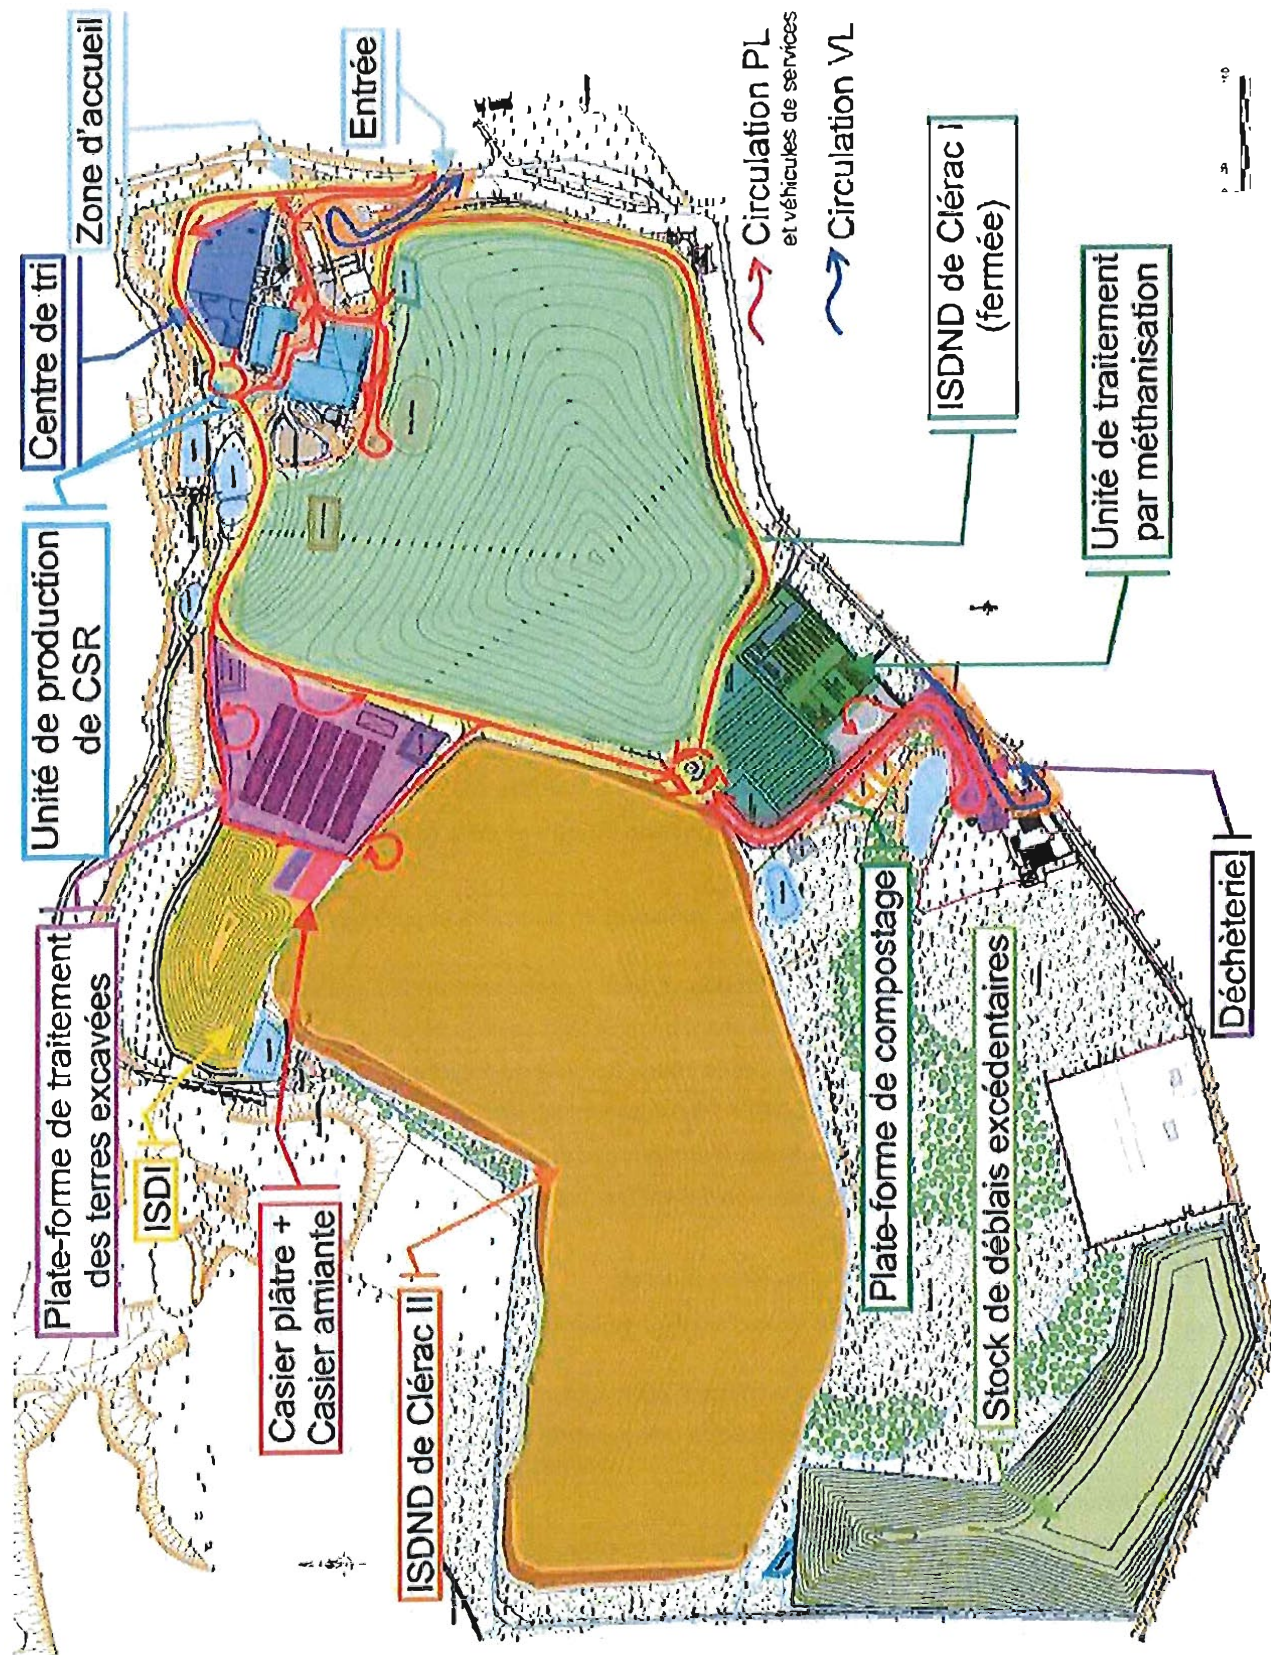 Plate-forme de traitement
des terres excavées
Unité de production
de CSR
Centre de tri
Zone d'accueil
Entrée
ISDI
Casier plâtre +
Casier amiante
ISDND de Clérac II
Circulation PL
et véhicules de services
Circulation VL
ISDND de Clérac I
(fermée)
Unité de traitement
par méthanisation
Plate-forme de compostage
Stock de déblais excédentaires
Déchèterie